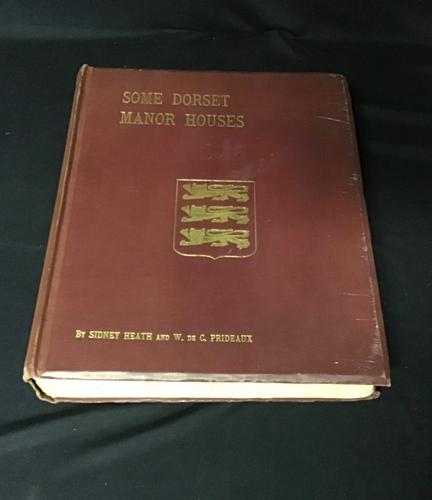 SOME DORSET
MANOR HOUSES
BY SIDNEY HEATH AND W. DE C. PRIDEAUX